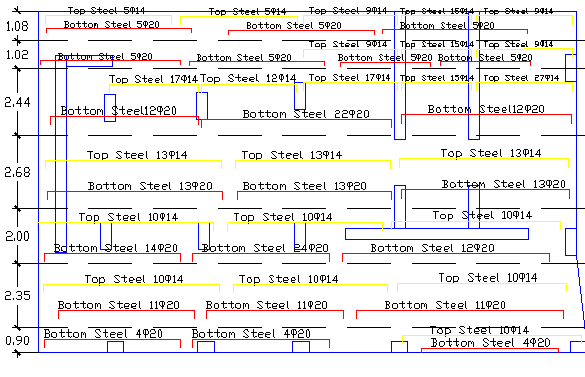 Top Steel 5Φ14 Top Steel 5Φ14 Top Steel 9Φ14 Top Steel 15Φ14 Top Steel 9Φ14
1.08 Bottom Steel 5Φ20 Bottom Steel 5Φ20 Bottom Steel 5Φ20
Top Steel 9Φ14 Top Steel 15Φ14 Top Steel 9Φ14
1.02 Bottom Steel 5Φ20 Bottom Steel 5Φ20 Bottom Steel 5Φ20 Bottom Steel 5Φ20
Top Steel 17Φ14 Top Steel 12Φ14 Top Steel 17Φ14 Top Steel 15Φ14 Top Steel 27Φ14
2.44 Bottom Steel12Φ20 Bottom Steel 22Φ20 Bottom Steel12Φ20
Top Steel 13Φ14 Top Steel 13Φ14 Top Steel 13Φ14
2.68 Bottom Steel 13Φ20 Bottom Steel 13Φ20 Bottom Steel 13Φ20
Top Steel 10Φ14 Top Steel 10Φ14 Top Steel 10Φ14
2.00 Bottom Steel 14Φ20 Bottom Steel 24Φ20 Bottom Steel 12Φ20
Top Steel 10Φ14 Top Steel 10Φ14 Top Steel 10Φ14
2.35 Bottom Steel 11Φ20 Bottom Steel 11Φ20 Bottom Steel 11Φ20
Top Steel 10Φ14
0.90 Bottom Steel 4Φ20 Bottom Steel 4Φ20 Bottom Steel 4Φ20